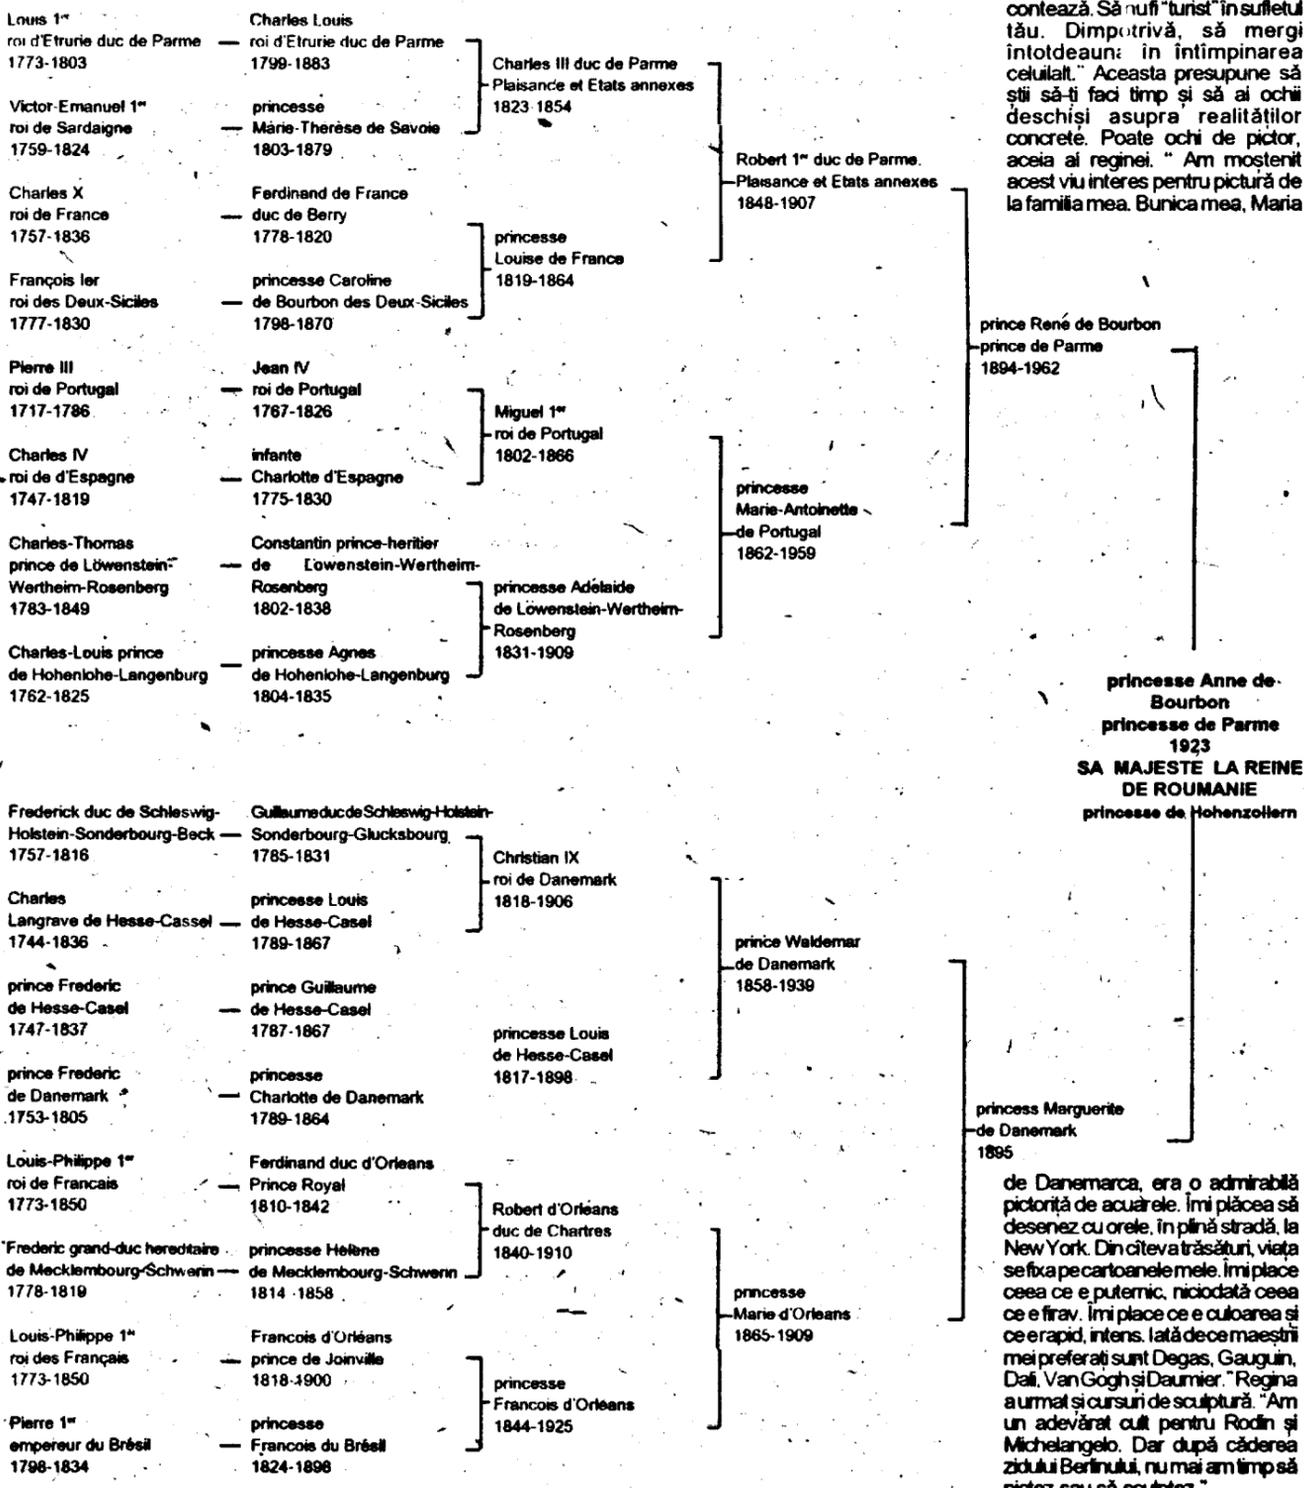 Louis 1er
roi d'Etrurie duc de Parme
1773-1803
Victor-Emanuel 1er
roi de Sardaigne
1759-1824
Charles X
roi de France
1757-1836
François Ier
roi des Deux-Siciles
1777-1830
Pierre III
roi de Portugal
1717-1786
Charles IV
roi de d'Espagne
1747-1819
Charles-Thomas
prince de Löwenstein-
Wertheim-Rosenberg
1783-1849
Charles-Louis prince
de Hohenlohe-Langenburg
1762-1825
Frederick duc de Schleswig-
Holstein-Sonderbourg-Beck
1757-1816
Charles
Langrave de Hesse-Cassel
1744-1836
prince Frederic
de Hesse-Casel
1747-1837
prince Frederic
de Danemark
1753-1805
Louis-Philippe 1er
roi de Francais
1773-1850
Frederic grand-duc hereditaire
de Mecklembourg-Schwerin
1778-1819
Louis-Philippe 1er
roi des Français
1773-1850
Pierre 1er
empereur du Brésil
1798-1834
Charles Louis
roi d'Etrurie duc de Parme
1799-1883
princesse
Marie-Therèse de Savoie
1803-1879
Ferdinand de France
duc de Berry
1778-1820
princesse Caroline
de Bourbon des Deux-Siciles
1798-1870
Jean IV
roi de Portugal
1767-1826
infante
Charlotte d'Espagne
1775-1830
Constantin prince-heritier
de Lowenstein-Wertheim-
Rosenberg
1802-1838
princesse Agnes
de Hohenlohe-Langenburg
1804-1835
Guillaume duc de Schleswig-Holstein-
Sonderbourg-Glucksbourg
1785-1831
princesse Louis
de Hesse-Casel
1789-1867
prince Guillaume
de Hesse-Casel
1787-1867
princesse
Charlotte de Danemark
1789-1864
Ferdinand duc d'Orleans
Prince Royal
1810-1842
princesse Helène
de Mecklembourg-Schwerin
1814-1858
Francois d'Orléans
prince de Joinville
1818-1900
princesse
Francois du Brésil
1824-1898
Charles III duc de Parme
Plaisance et Etats annexes
1823-1854
princesse
Louise de France
1819-1864
Miguel 1er
roi de Portugal
1802-1866
princesse Adélaide
de Löwenstein-Wertheim-
Rosenberg
1831-1909
Christian IX
roi de Danemark
1818-1906
princesse Louis
de Hesse-Casel
1817-1898
Robert d'Orléans
duc de Chartres
1840-1910
princesse
Francois d'Orléans
1844-1925
Robert 1er duc de Parme.
Plaisance et Etats annexes
1848-1907
princesse
Marie-Antoinette
de Portugal
1862-1959
prince Waldemar
de Danemark
1858-1939
princesse
Marie d'Orleans
1865-1909
prince René de Bourbon
prince de Parme
1894-1962
princess Marguerite
de Danemark
1895
princesse Anne de
Bourbon
princesse de Parme
1923
SA MAJESTE LA REINE
DE ROUMANIE
princesse de Hohenzollern
contează. Să nu fi "turist" în sufletul
tău. Dimpotrivă, să mergi
întotdeauna in întîmpinarea
celuilalt." Aceasta presupune să
știi să-ți faci timp și să ai ochii
deschiși asupra realităților
concrete. Poate ochi de pictor,
aceia ai reginei. " Am moștenit
acest viu interes pentru pictură de
la familia mea. Bunica mea, Maria
de Danemarca, era o admirabilă
pictoriță de acuarele. Îmi plăcea să
desenez cu orele, în plină stradă, la
New York. Din cîteva trăsături, viața
se fixa pe cartoanele mele. Îmi place
ceea ce e puternic, niciodată ceea
ce e firav. Îmi place ce e culoarea și
ce e rapid, intens. Iată de ce maeștrii
mei preferați sunt Degas, Gauguin,
Dali, Van Gogh și Daumier." Regina
a urmat și cursuri de sculptură. "Am
un adevărat cult pentru Rodin și
Michelangelo. Dar după căderea
zidului Berlinului, nu mai am timp să
pictez sau să sculptez."